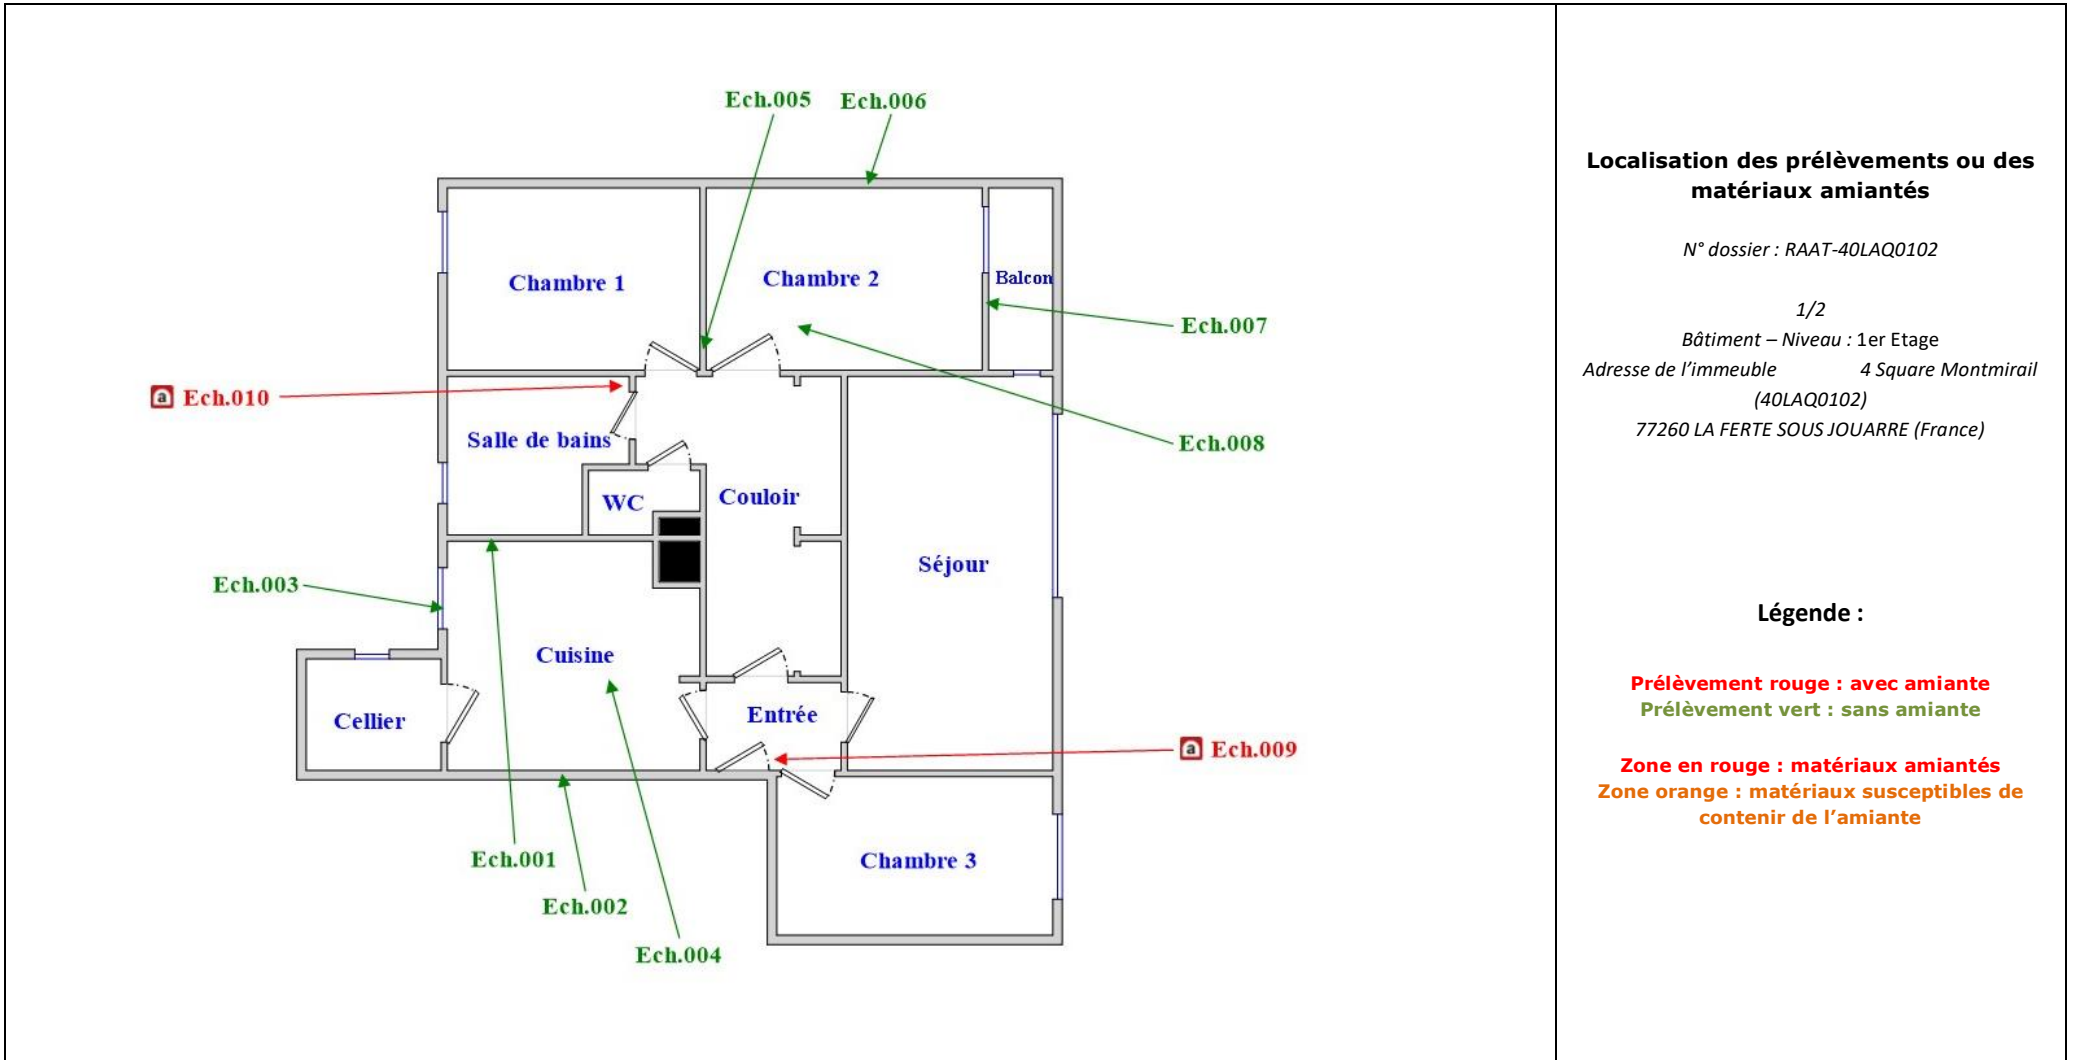 Ech.005 Ech.006
Chambre 1
Chambre 2
Balcon
Ech.007
a Ech.010
Salle de bains
Ech.008
WC
Couloir
Séjour
Ech.003
Cuisine
Cellier
Entrée
a Ech.009
Ech.001
Chambre 3
Ech.002
Ech.004
Localisation des prélèvements ou des
matériaux amiantés
N° dossier : RAAT-40LAQ0102
1/2
Bâtiment – Niveau : 1er Etage
Adresse de l'immeuble 4 Square Montmirail
(40LAQ0102)
77260 LA FERTE SOUS JOUARRE (France)
Légende :
Prélèvement rouge : avec amiante
Prélèvement vert : sans amiante
Zone en rouge : matériaux amiantés
Zone orange : matériaux susceptibles de
contenir de l'amiante